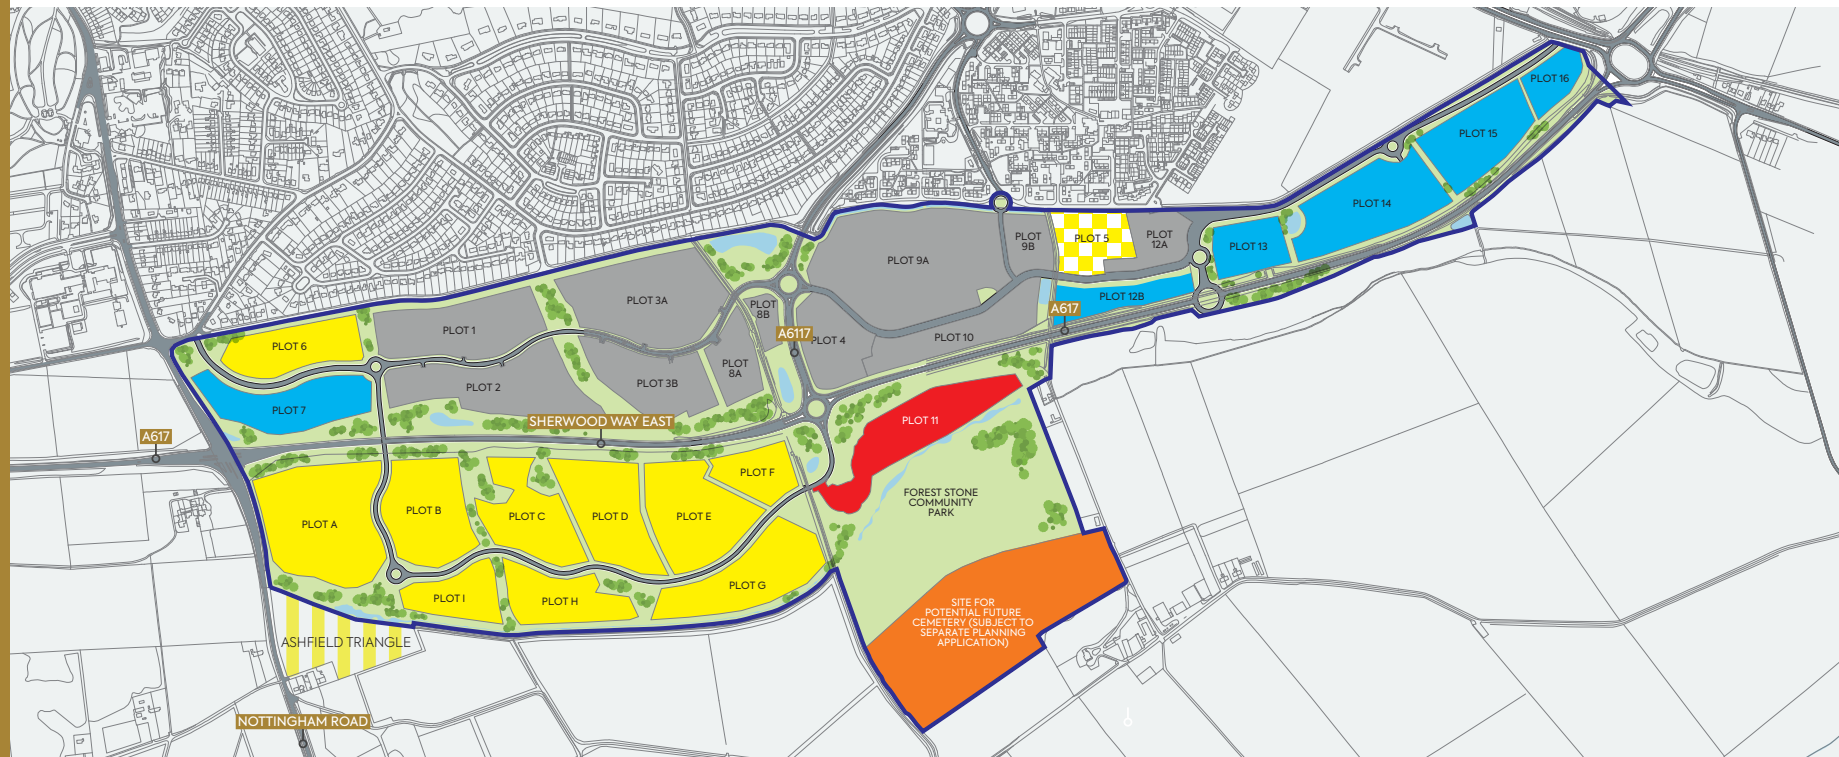 PLOT 16
PLOT 15
PLOT 14
PLOT 13
PLOT
12A
PLOT 5
PLOT
9B
PLOT 9A
PLOT 12B
A617
PLOT 3A
PLOT
8B
A6117
PLOT 4
PLOT 10
PLOT 1
PLOT 6
PLOT 2
PLOT 3B
PLOT
8A
PLOT 7
PLOT 11
SHERWOOD WAY EAST
A617
PLOT F
PLOT A
PLOT B
PLOT C
PLOT D
PLOT E
FOREST STONE
COMMUNITY
PARK
PLOT G
PLOT I
PLOT H
SITE FOR
POTENTIAL FUTURE
CEMETERY (SUBJECT TO
SEPARATE PLANNING
APPLICATION)
ASHFIELD TRIANGLE
NOTTINGHAM ROAD